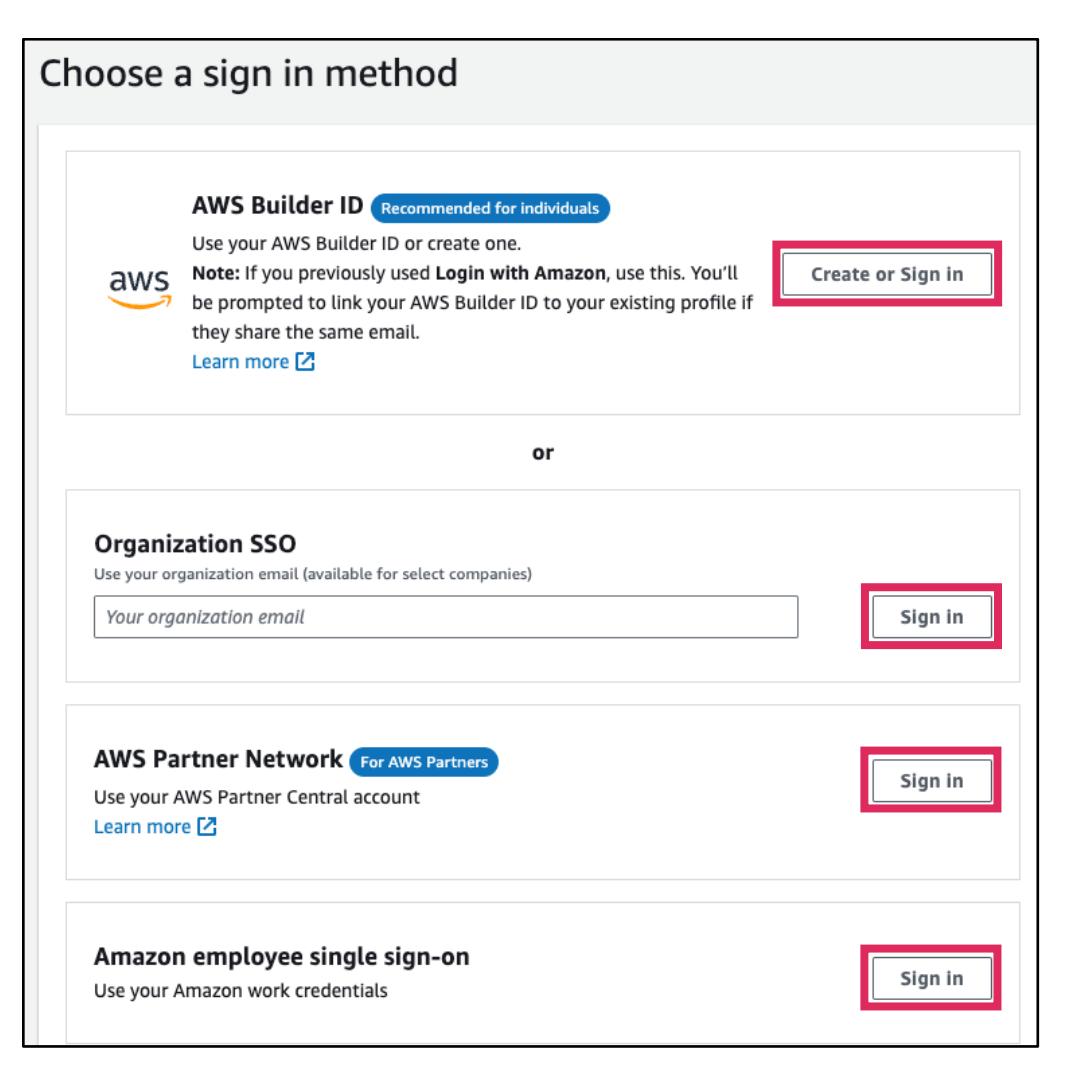 Choose a sign in method
AWS Builder ID Recommended for individuals
Use your AWS Builder ID or create one.
Note: If you previously used Login with Amazon, use this. You’ll
be prompted to link your AWS Builder ID to your existing profile if
they share the same email.
Learn more
aws
Create or Sign in
or
Organization SSO
Use your organization email (available for select companies)
Your organization email
Sign in
AWS Partner Network For AWS Partners
Use your AWS Partner Central account
Learn more
Sign in
Amazon employee single sign-on
Use your Amazon work credentials
Sign in